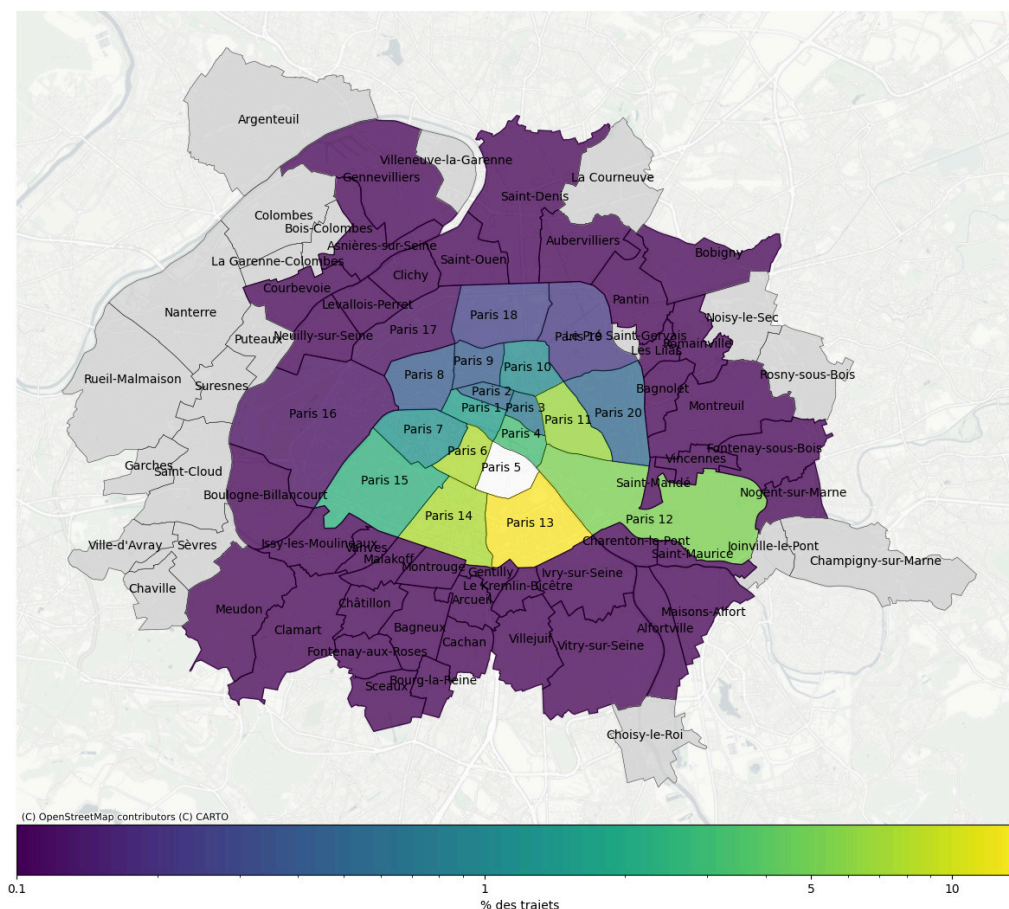 Argenteuil
Villeneuve-la-Garenne
Gennevilliers
La Courneuve
Saint-Denis
Colombes
Bois-Colombes
Asnières-sur-Seine
Aubervilliers
Bobigny
La Garenne-Colombes
Saint-Ouen
Clichy
Courbevoie
Levallois-Perret
Pantin
Nanterre
Paris 18
Noisy-le-Sec
Puteaux
Neuilly-sur-Seine
Paris 17
Le Pré Saint-Gervais
Paris 19
Romainville
Les Lilas
Rueil-Malmaison
Suresnes
Paris 8
Paris 9
Paris 10
Rosny-sous-Bois
Bagnolet
Paris 2
Montreuil
Paris 16
Paris 1
Paris 3
Paris 11
Paris 20
Paris 7
Paris 4
Fontenay-sous-Bois
Garches
Saint-Cloud
Paris 6
Vincennes
Paris 5
Paris 15
Saint-Mandé
Boulogne-Billancourt
Nogent-sur-Marne
Paris 14
Paris 13
Paris 12
Ville-d'Avray
Sèvres
Issy-les-Moulineaux
Vanves
Charenton-le-Pont
Joinville-le-Pont
Malakoff
Saint-Maurice
Champigny-sur-Marne
Chaville
Montrouge
Gentilly
Ivry-sur-Seine
Le Kremlin-Bicêtre
Meudon
Châtillon
Arcueil
Maisons-Alfort
Clamart
Bagneux
Alfortville
Cachan
Villejuif
Vitry-sur-Seine
Fontenay-aux-Roses
Sceaux
Bourg-la-Reine
Choisy-le-Roi
(C) OpenStreetMap contributors (C) CARTO
0.1 1 5 10
% des trajets